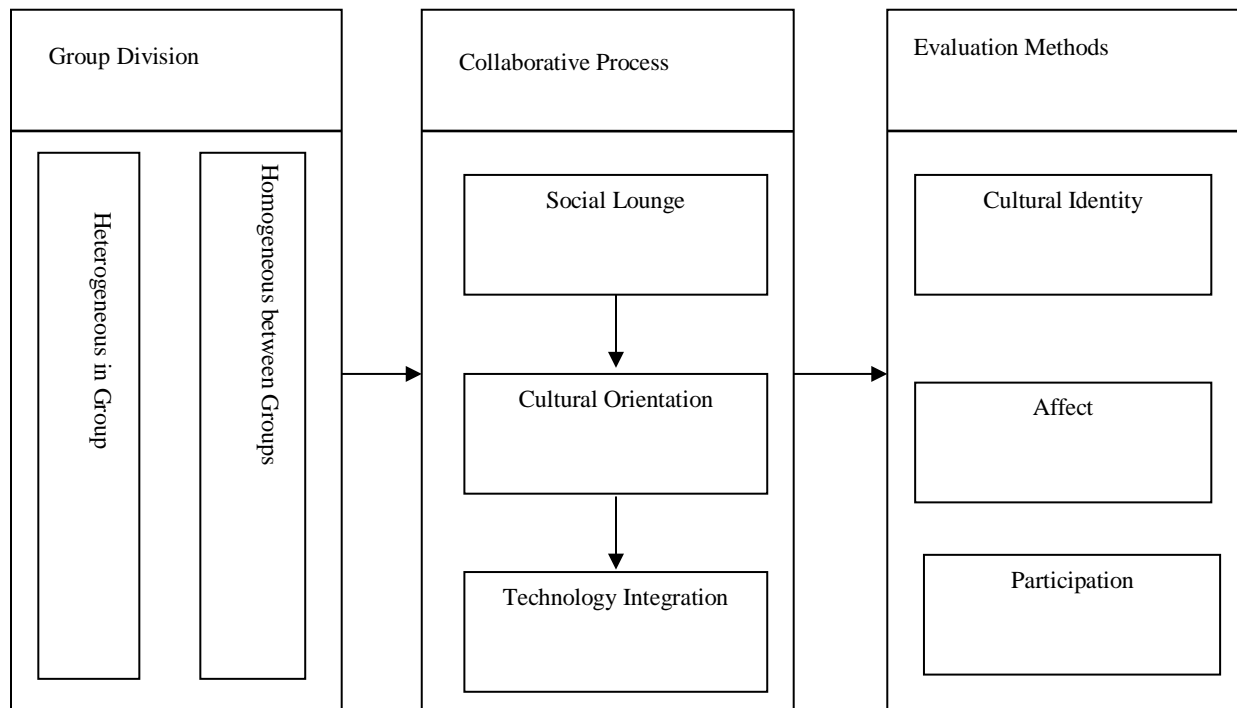 Group Division
Heterogeneous in Group
Homogeneous between Groups
Collaborative Process
Social Lounge
Cultural Orientation
Technology Integration
Evaluation Methods
Cultural Identity
Affect
Participation